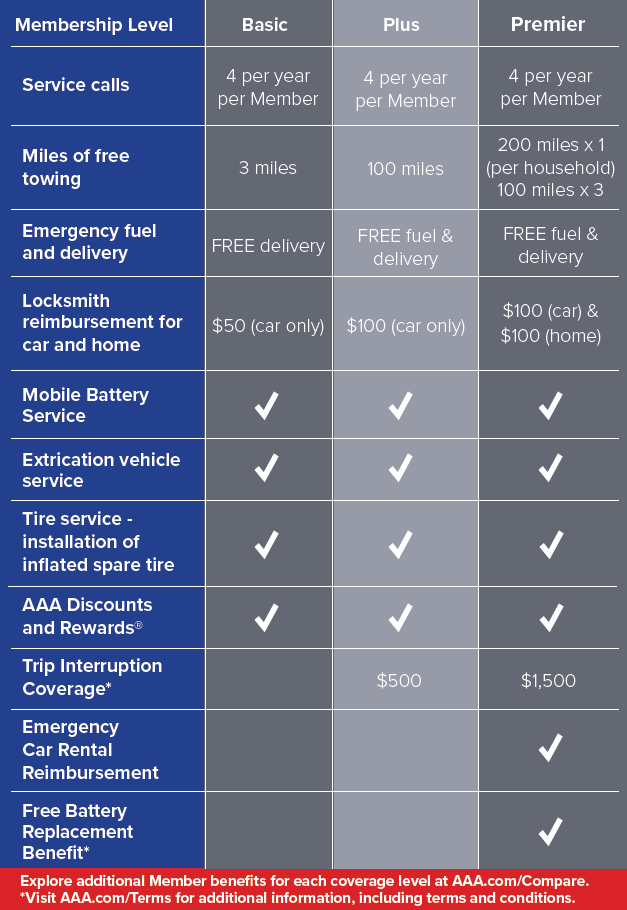 Membership Level Basic Plus Premier
Service calls
4 per year
per Member
4 per year
per Member
4 per year
per Member
Miles of free
towing
3 miles
100 miles
200 miles x 1
(per household)
100 miles x 3
Emergency fuel
and delivery
FREE delivery
FREE fuel &
delivery
FREE fuel &
delivery
Locksmith
reimbursement for
car and home
$50 (car only)
$100 (car only)
$100 (car) &
$100 (home)
Mobile Battery
Service
✓ ✓ ✓
Extrication vehicle
service
✓ ✓ ✓
Tire service -
installation of
inflated spare tire
✓ ✓ ✓
AAA Discounts
and Rewards®
✓ ✓ ✓
Trip Interruption
Coverage*
$500
$1,500
Emergency
Car Rental
Reimbursement
✓
Free Battery
Replacement
Benefit*
✓
Explore additional Member benefits for each coverage level at AAA.com/Compare.
*Visit AAA.com/Terms for additional information, including terms and conditions.